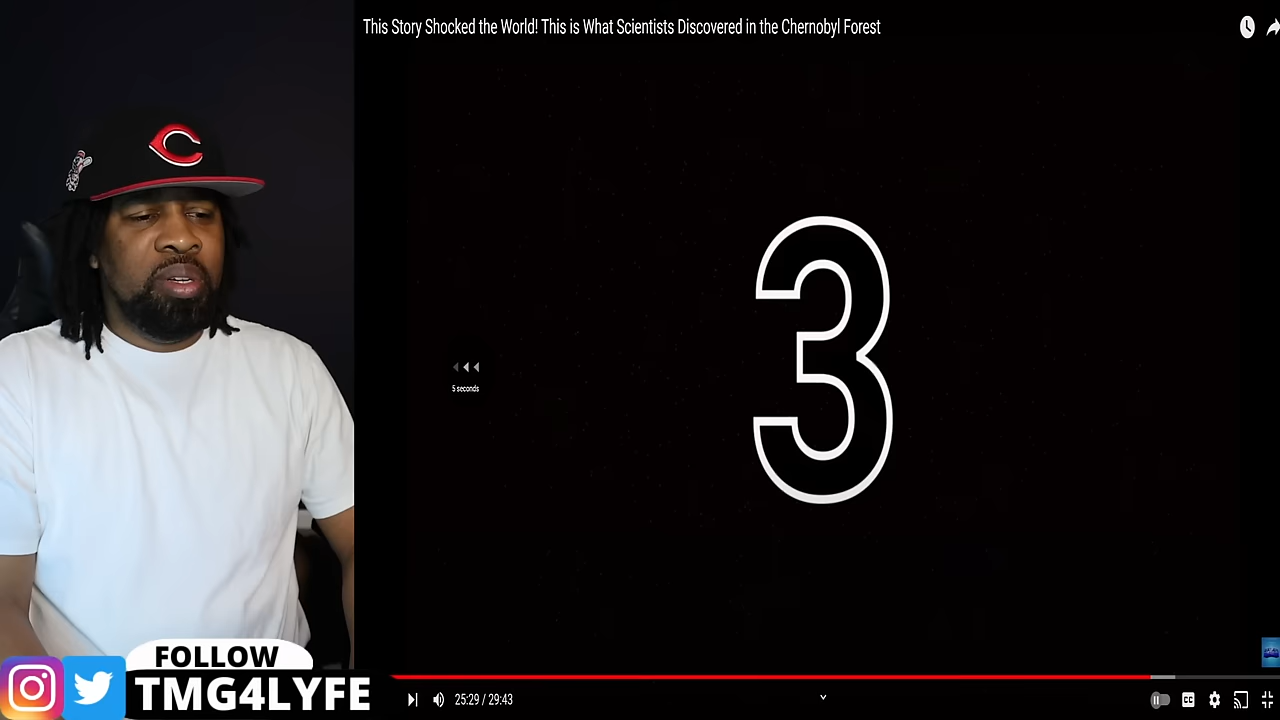 This Story Shocked the World! This is What Scientists Discovered in the Chernobyl Forest
C
3
5 seconds
FOLLOW
TMG4LYFE
25:29 / 29:43
CC